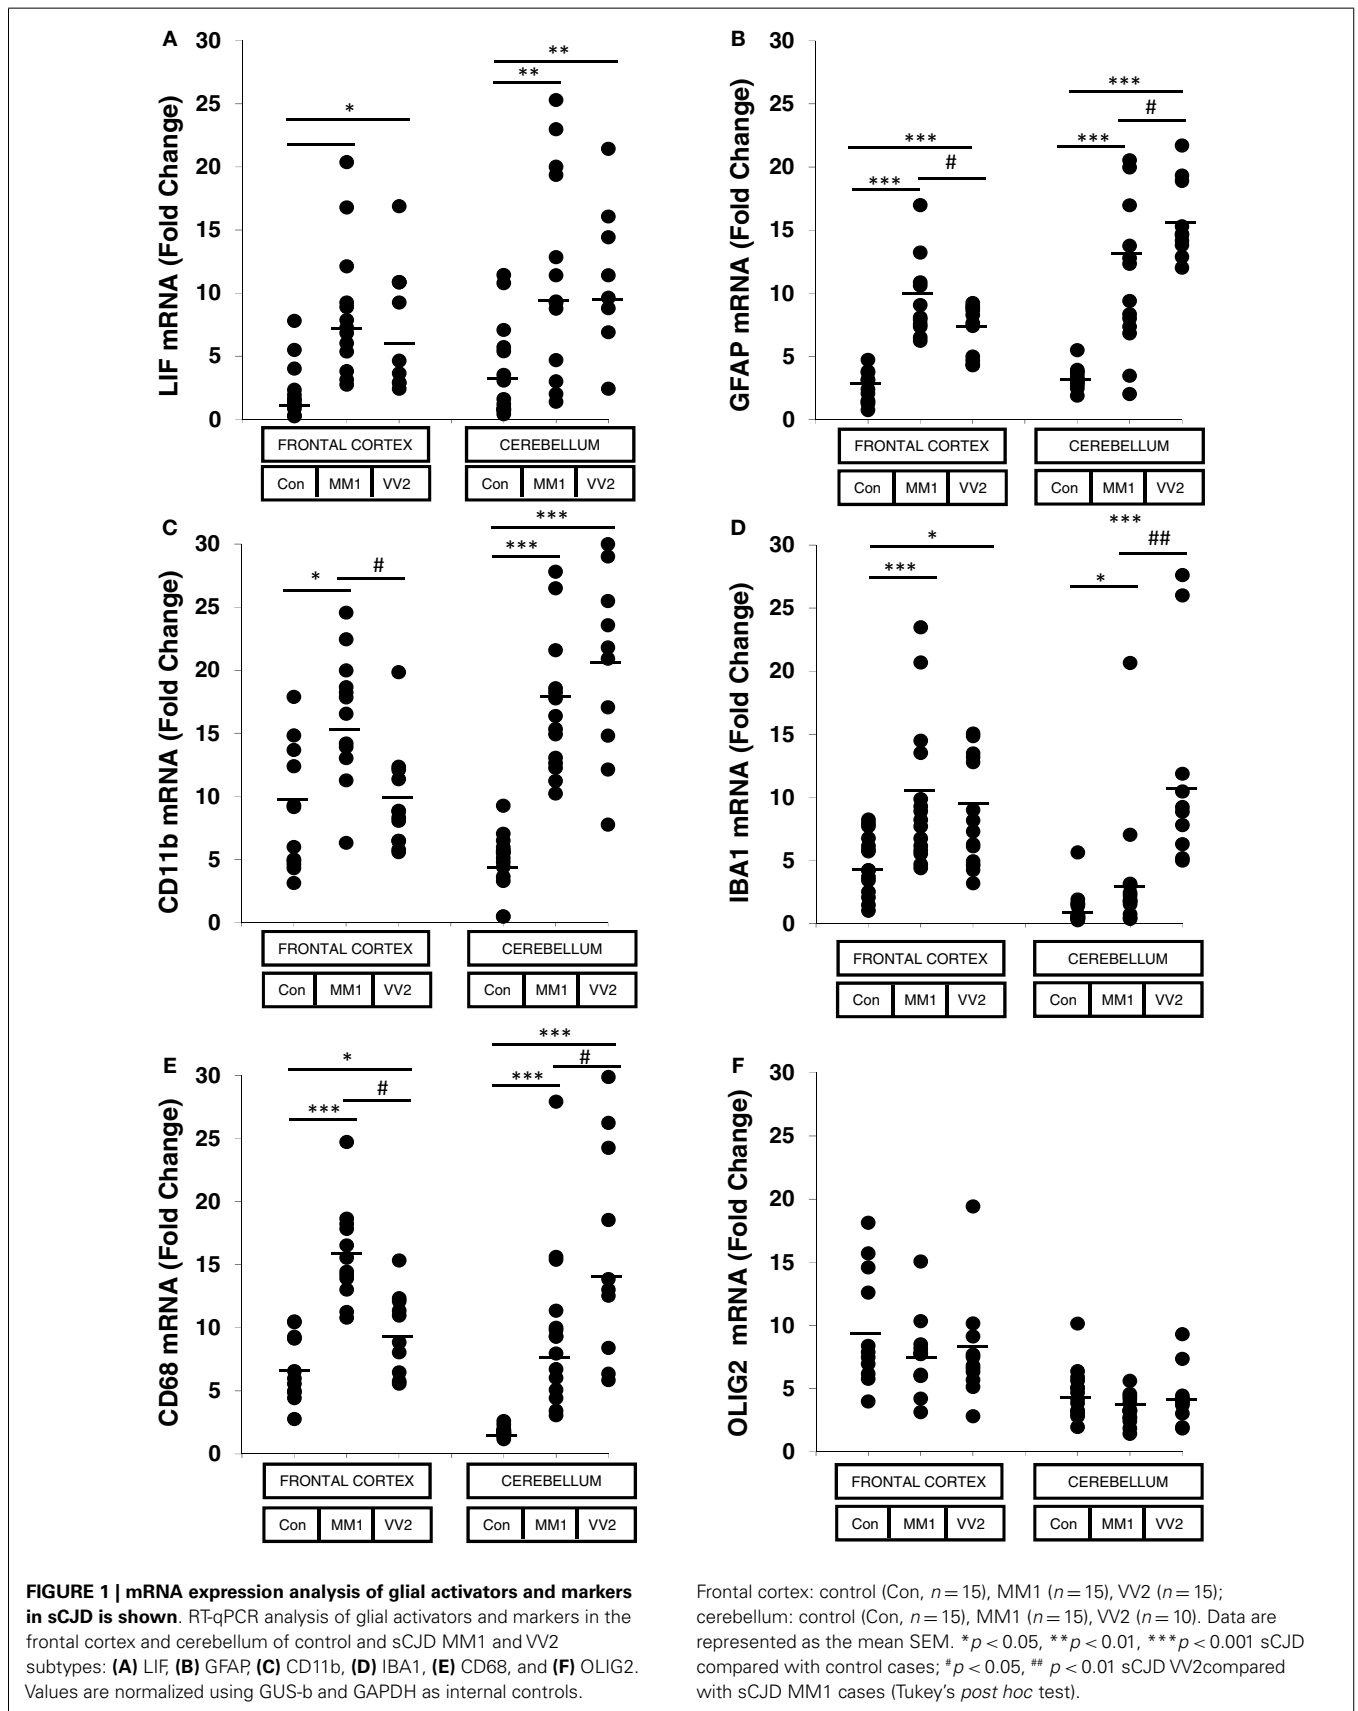 A
LIF mRNA (Fold Change)
30
25
20
15
10
5
0
*
**
**
FRONTAL CORTEX
CEREBELLUM
Con MM1 VV2
Con MM1 VV2
B
GFAP mRNA (Fold Change)
30
25
20
15
10
5
0
***
***
#
***
***
#
FRONTAL CORTEX
CEREBELLUM
Con MM1 VV2
Con MM1 VV2
C
CD11b mRNA (Fold Change)
30
25
20
15
10
5
0
*
#
***
***
FRONTAL CORTEX
CEREBELLUM
Con MM1 VV2
Con MM1 VV2
D
IBA1 mRNA (Fold Change)
30
25
20
15
10
5
0
*
***
***
##
*
FRONTAL CORTEX
CEREBELLUM
Con MM1 VV2
Con MM1 VV2
E
CD68 mRNA (Fold Change)
30
25
20
15
10
5
0
*
#
***
***
#
***
FRONTAL CORTEX
CEREBELLUM
Con MM1 VV2
Con MM1 VV2
F
OLIG2 mRNA (Fold Change)
30
25
20
15
10
5
0
FRONTAL CORTEX
CEREBELLUM
Con MM1 VV2
Con MM1 VV2
FIGURE 1 | mRNA expression analysis of glial activators and markers
in sCJD is shown. RT-qPCR analysis of glial activators and markers in the
frontal cortex and cerebellum of control and sCJD MM1 and VV2
subtypes: (A) LIF, (B) GFAP, (C) CD11b, (D) IBA1, (E) CD68, and (F) OLIG2.
Values are normalized using GUS-b and GAPDH as internal controls.
Frontal cortex: control (Con, n = 15), MM1 (n = 15), VV2 (n = 15);
cerebellum: control (Con, n = 15), MM1 (n = 15), VV2 (n = 10). Data are
represented as the mean SEM. *p < 0.05, **p < 0.01, ***p < 0.001 sCJD
compared with control cases; #p < 0.05, ## p < 0.01 sCJD VV2compared
with sCJD MM1 cases (Tukey's post hoc test).